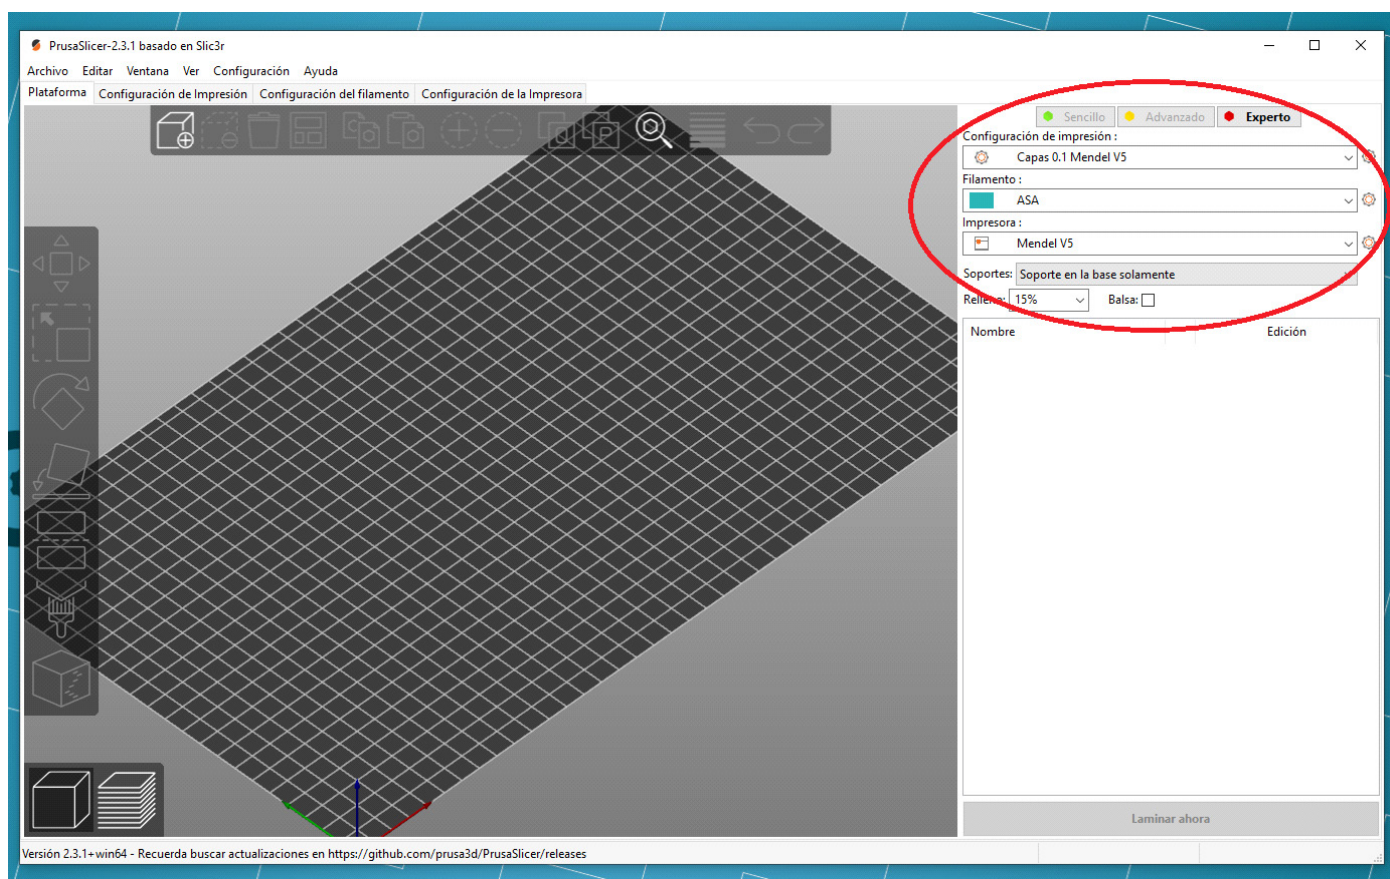 PrusaSlicer-2.3.1 basado en Slic3r
Archivo Editar Ventana Ver Configuración Ayuda
Plataforma Configuración de Impresión Configuración del filamento Configuración de la Impresora
Sencillo Advanzado Experto
Configuración de impresión :
Capas 0.1 Mendel V5
Filamento :
ASA
Impresora :
Mendel V5
Soportes: Soporte en la base solamente
Relleno: 15% Balsa:
Nombre Edición
Laminar ahora
Versión 2.3.1+win64 - Recuerda buscar actualizaciones en https://github.com/prusa3d/PrusaSlicer/releases